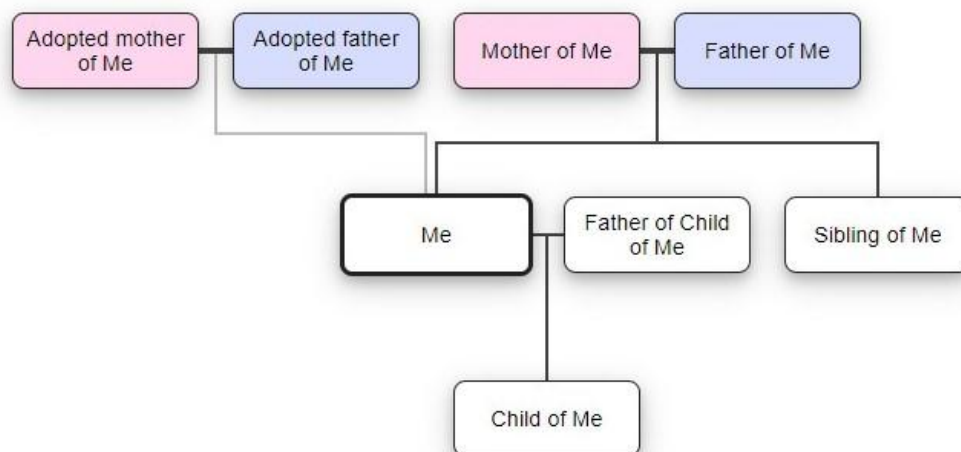 Adopted mother
of Me
Adopted father
of Me
Mother of Me
Father of Me
Me
Father of Child
of Me
Sibling of Me
Child of Me